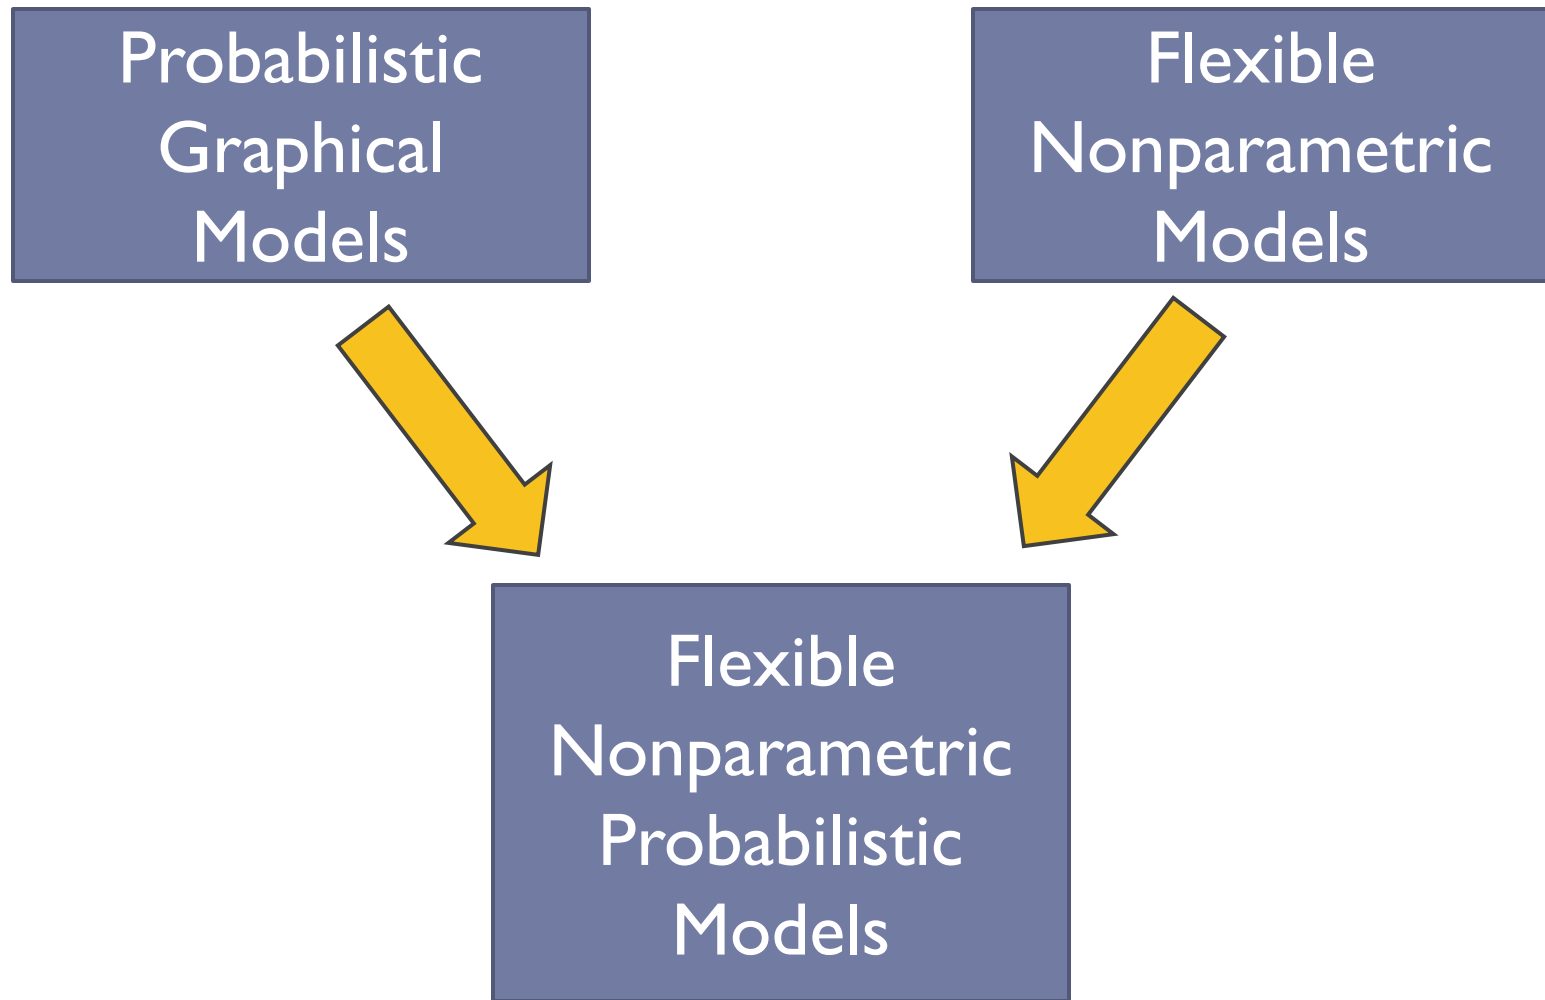 Probabilistic
Graphical
Models
Flexible
Nonparametric
Models
Flexible
Nonparametric
Probabilistic
Models